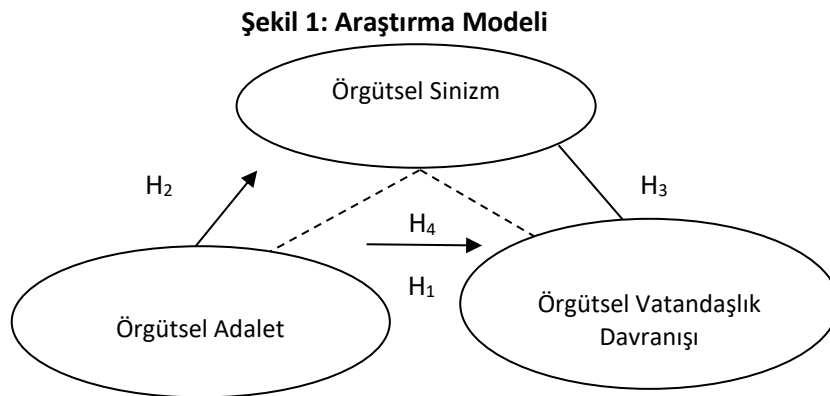 Şekil 1: Araştırma Modeli
Örgütsel Sinizm
H₂
H₃
H₄
H₁
Örgütsel Adalet
Örgütsel Vatandaşlık
Davranışı